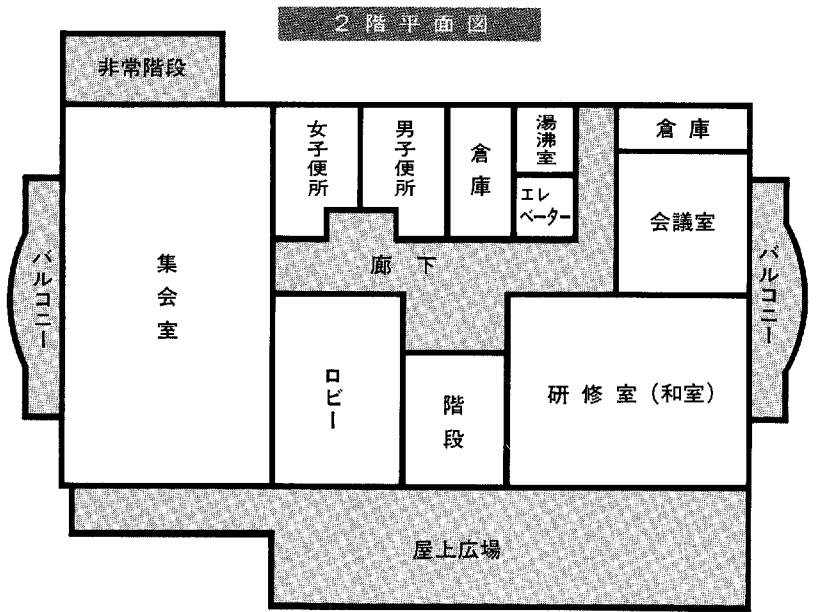 2階平面図
非常階段
女子便所
男子便所
倉庫
湯沸室
エレ
ベーター
倉庫
会議室
バルコニー
集会室
廊下
バルコニー
ロビー
階段
研修室(和室)
屋上広場